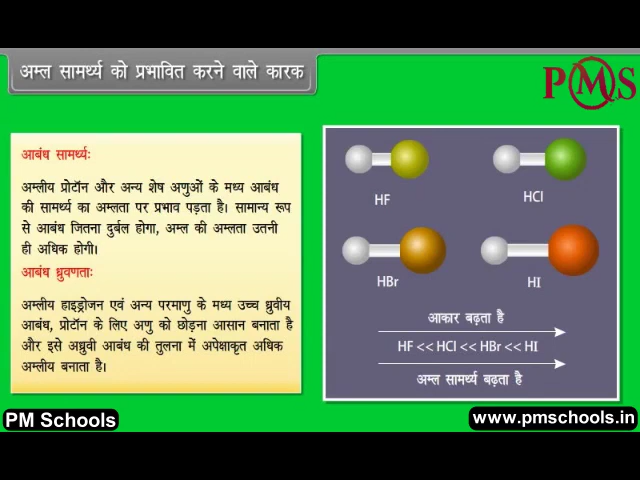 अम्ल सामर्थ्य को प्रभावित करने वाले कारक
PMS
आबंध सामर्थ्यः
अम्लीय प्रोटॉन और अन्य शेष अणुओं के मध्य आबंध
की सामर्थ्य का अम्लता पर प्रभाव पड़ता है। सामान्य रूप
से आबंध जितना दुर्बल होगा, अम्ल की अम्लता उतनी
ही अधिक होगी।
आबंध ध्रुवणताः
अम्लीय हाइड्रोजन एवं अन्य परमाणु के मध्य उच्च ध्रुवीय
आबंध, प्रोटॉन के लिए अणु को छोड़ना आसान बनाता है
और इसे अध्रुवी आबंध की तुलना में अपेक्षाकृत अधिक
अम्लीय बनाता है।
HF
HCl
HBr
HI
आकार बढ़ता है
HF << HCl << HBr << HI
अम्ल सामर्थ्य बढ़ता है
PM Schools
www.pmschools.in